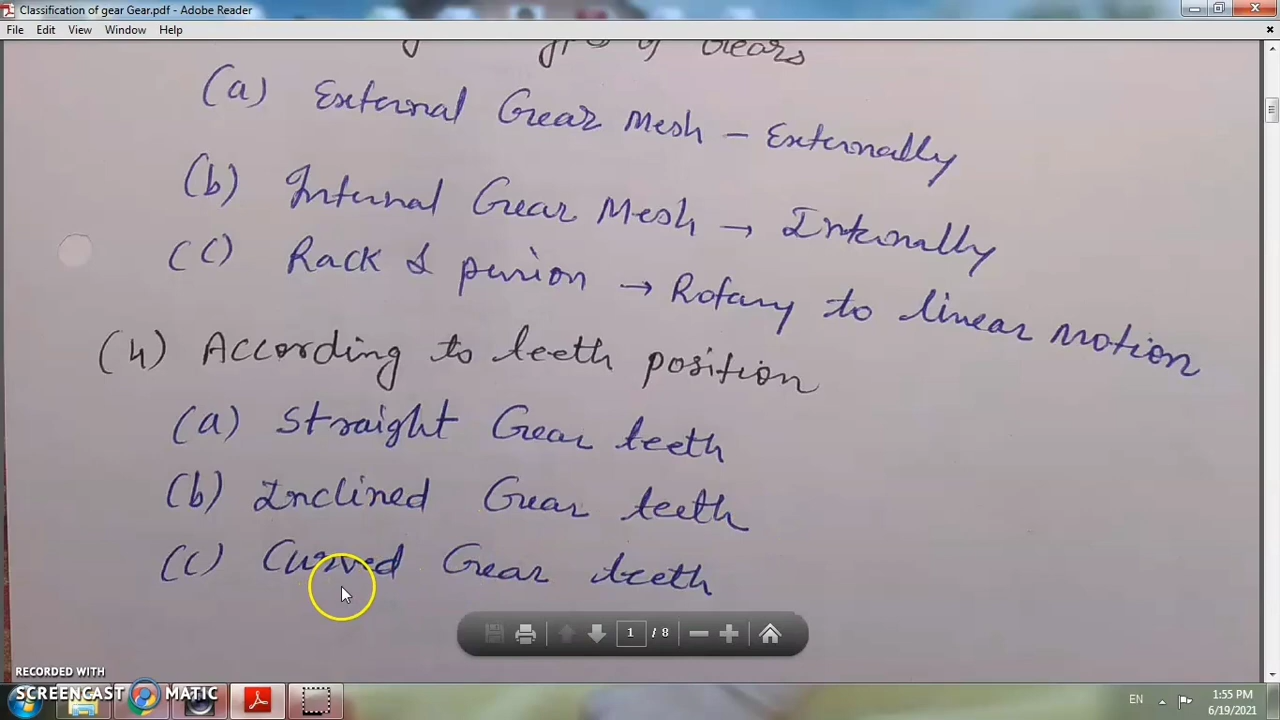 Classification of gear Gear.pdf - Adobe Reader
File Edit View Window Help
of Gears
(a) External Gear Mesh - Externally
(b) Internal Gear Mesh → Internally
(c) Rack & pinion → Rotary to linear motion
(4) According to teeth position
(a) Straight Gear teeth
(b) Inclined Gear teeth
(c) Curved Gear teeth
1 / 8
RECORDED WITH
SCREENCAST MATIC
EN
1:55 PM
6/19/2021